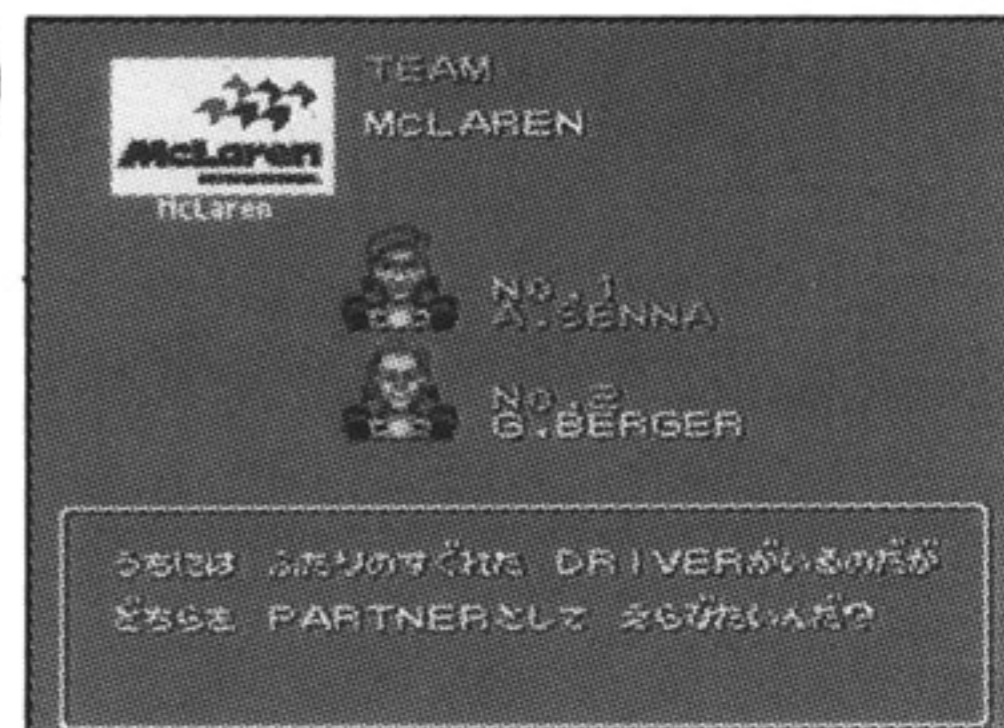 McLaren
McLaren
TEAM
McLAREN
No.1
A.SENNA
No.2
G.BERGER
うちには ふたりのすぐれた DRIVERがいるのだが
どちらを PARTNERとして えらびたいんだ?